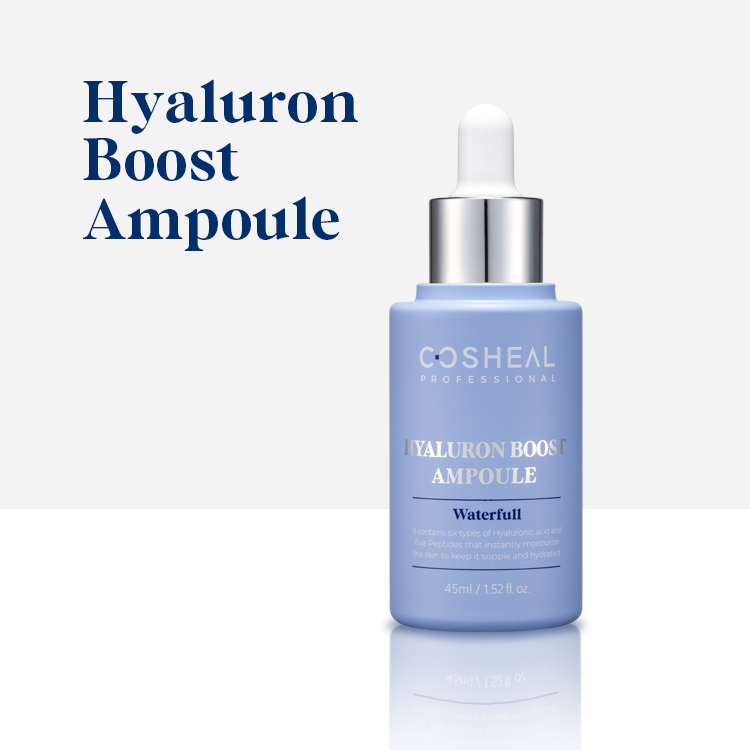 Hyaluron
Boost
Ampoule
COSHEAL
PROFESSIONAL
HYALURON BOOST
AMPOULE
Waterfull
It contains six types of Hyaluronic acid and
five Peptides that instantly moisturize
the skin to keep it supple and hydrated
45ml / 1.52 fl. oz.